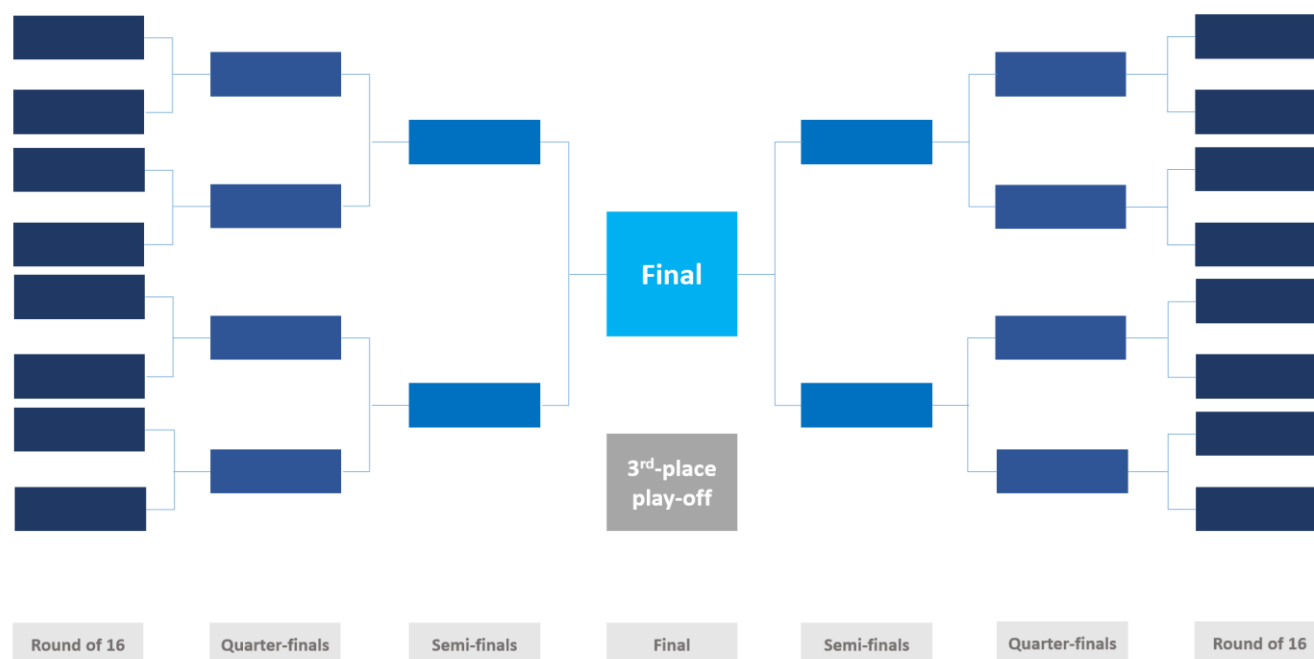 Final
3rd-place
play-off
Round of 16
Quarter-finals
Semi-finals
Final
Semi-finals
Quarter-finals
Round of 16